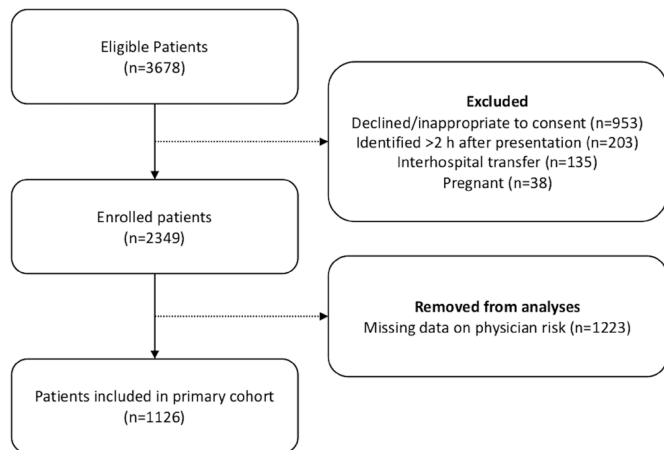 Eligible Patients
(n=3678)
Excluded
Declined/inappropriate to consent (n=953)
Identified >2 h after presentation (n=203)
Interhospital transfer (n=135)
Pregnant (n=38)
Enrolled patients
(n=2349)
Removed from analyses
Missing data on physician risk (n=1223)
Patients included in primary cohort
(n=1126)